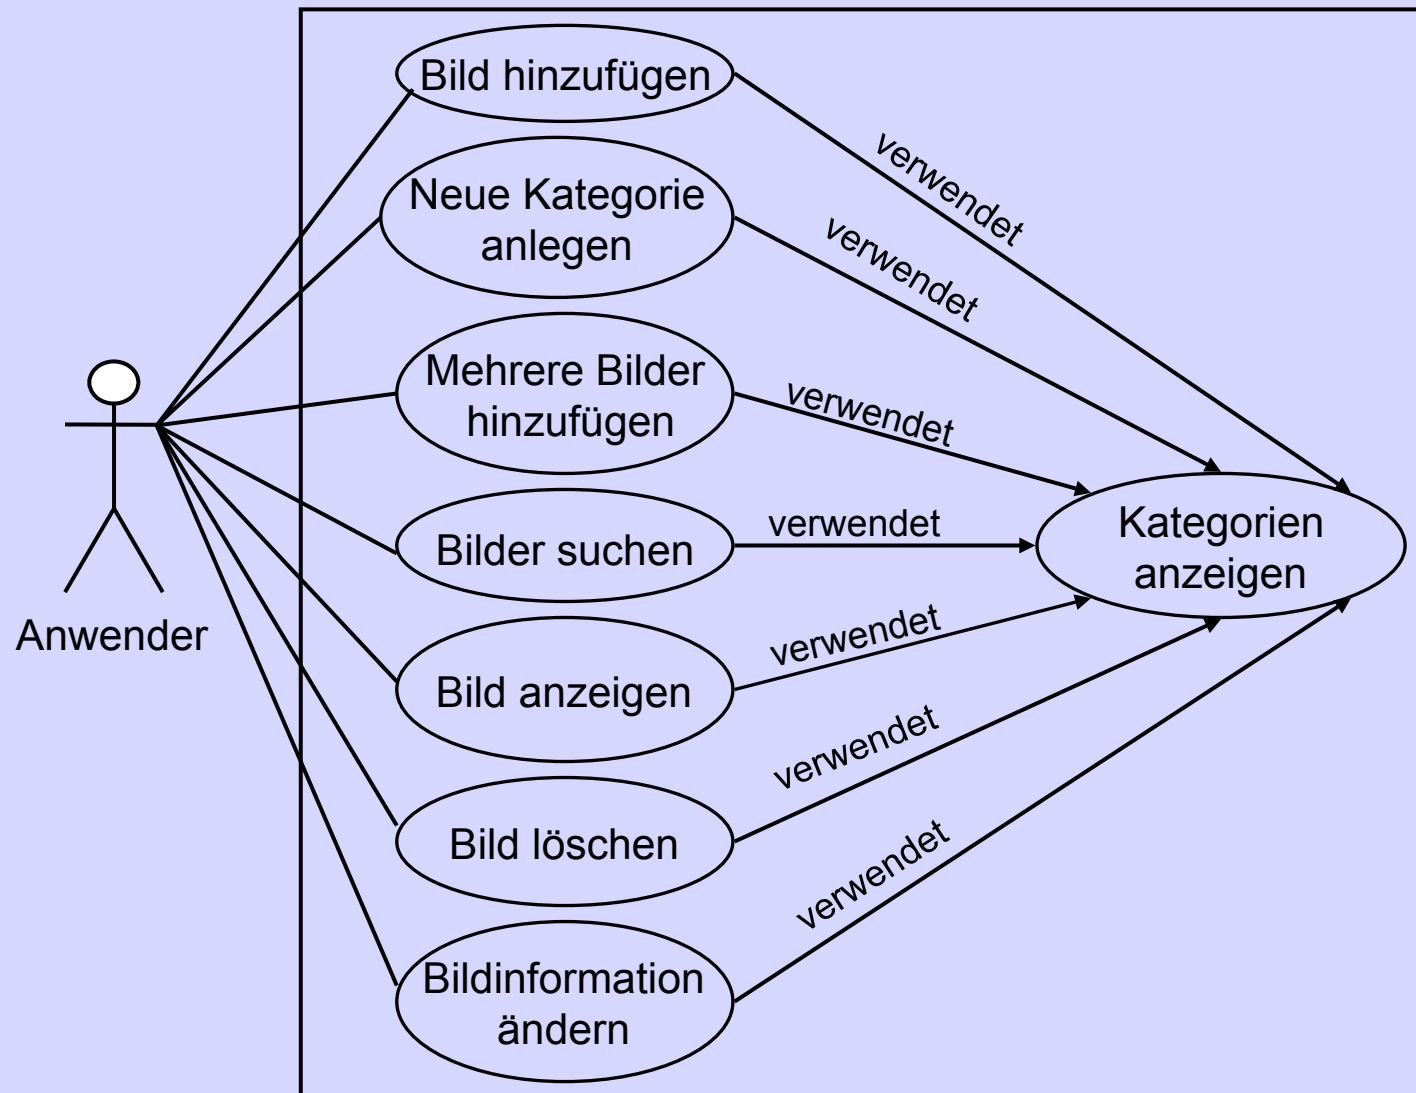 Bild hinzufügen
verwendet
Neue Kategorie
anlegen
verwendet
Mehrere Bilder
hinzufügen
verwendet
Bilder suchen
verwendet
Kategorien
anzeigen
Anwender
Bild anzeigen
verwendet
Bild löschen
verwendet
Bildinformation
ändern
verwendet